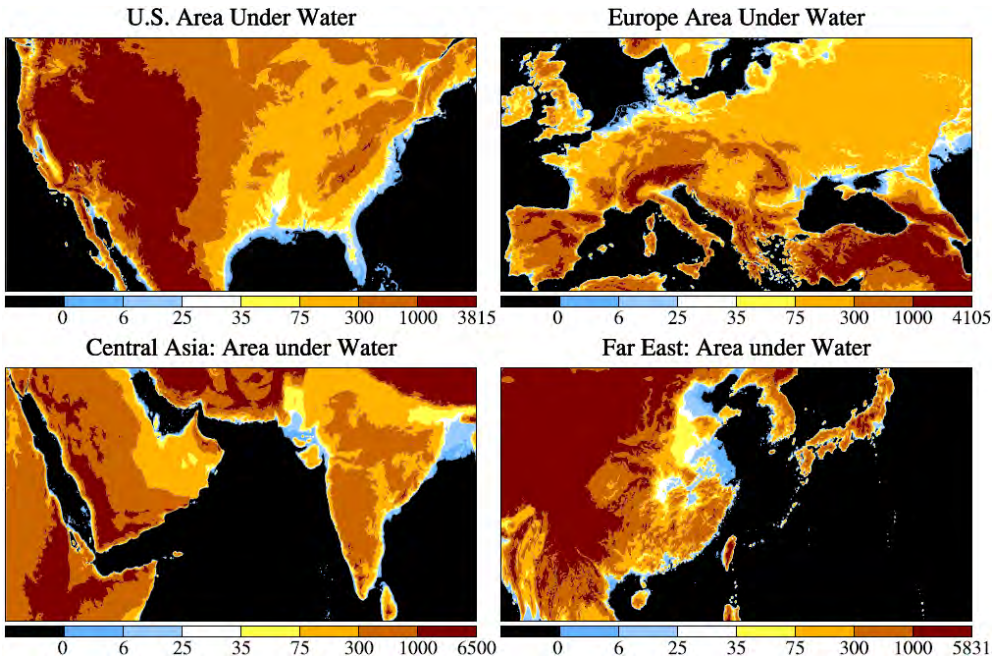 U.S. Area Under Water
Europe Area Under Water
0 6 25 35 75 300 1000 3815
0 6 25 35 75 300 1000 4105
Central Asia: Area under Water
Far East: Area under Water
0 6 25 35 75 300 1000 6500
0 6 25 35 75 300 1000 5831